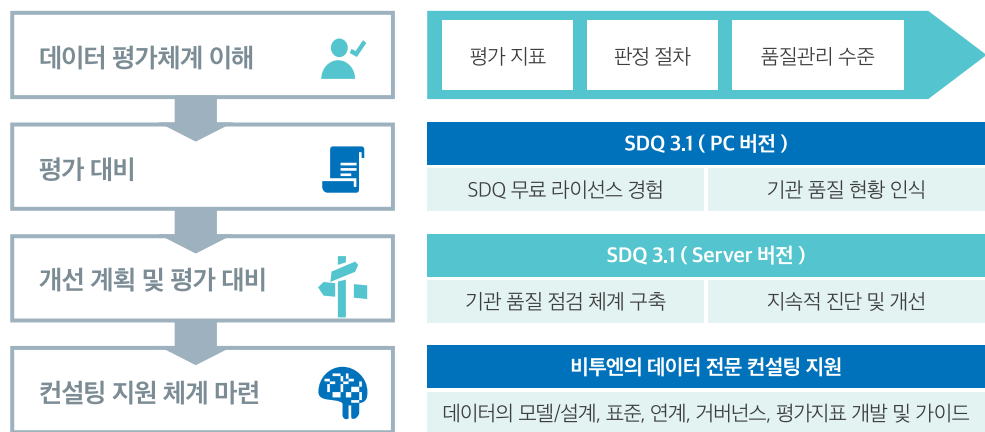 데이터 평가체계 이해
평가 지표
판정 절차
품질관리 수준
평가 대비
SDQ 3.1 ( PC 버전 )
SDQ 무료 라이선스 경험
기관 품질 현황 인식
개선 계획 및 평가 대비
SDQ 3.1 ( Server 버전 )
기관 품질 점검 체계 구축
지속적 진단 및 개선
컨설팅 지원 체계 마련
비투엔의 데이터 전문 컨설팅 지원
데이터의 모델/설계, 표준, 연계, 거버넌스, 평가지표 개발 및 가이드